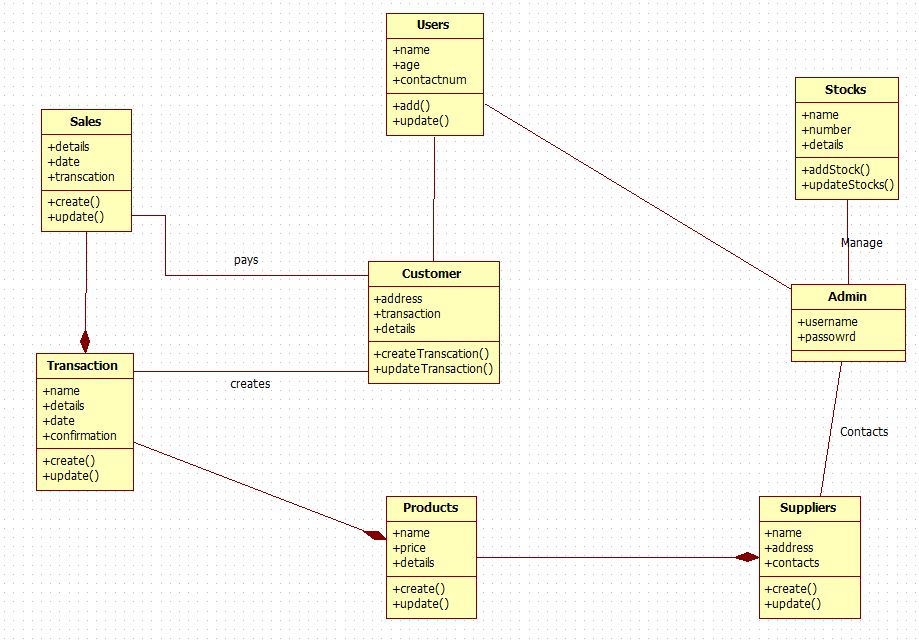 Users
+name
+age
+contactnum
+add()
+update()
Stocks
+name
+number
+details
+addStock()
+updateStocks()
Sales
+details
+date
+transcation
+create()
+update()
pays
Manage
Customer
+address
+transaction
+details
+createTranscation()
+updateTransaction()
Admin
+username
+passowrd
Transaction
+name
+details
+date
+confirmation
+create()
+update()
creates
Contacts
Products
+name
+price
+details
+create()
+update()
Suppliers
+name
+address
+contacts
+create()
+update()